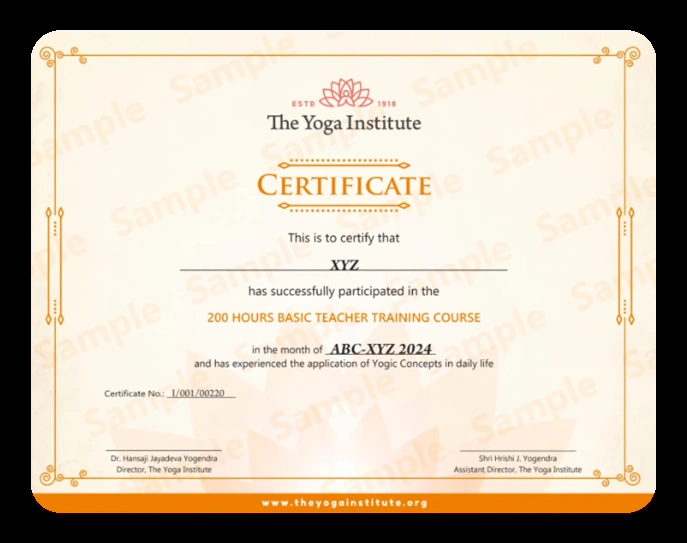 ESTD 1918
The Yoga Institute
CERTIFICATE
This is to certify that
XYZ
has successfully participated in the
200 HOURS BASIC TEACHER TRAINING COURSE
in the month of ABC-XYZ 2024
and has experienced the application of Yogic Concepts in daily life
Certificate No.: 1/001/00220
Dr. Hansaji Jayadeva Yogendra
Director, The Yoga Institute
Shri Hrishi J. Yogendra
Assistant Director, The Yoga Institute
www.theyogainstitute.org
Sample
Sample
Sample
Sample
Sample
Sample
Sample
Sample
Sample
Sample
Sample
Sample